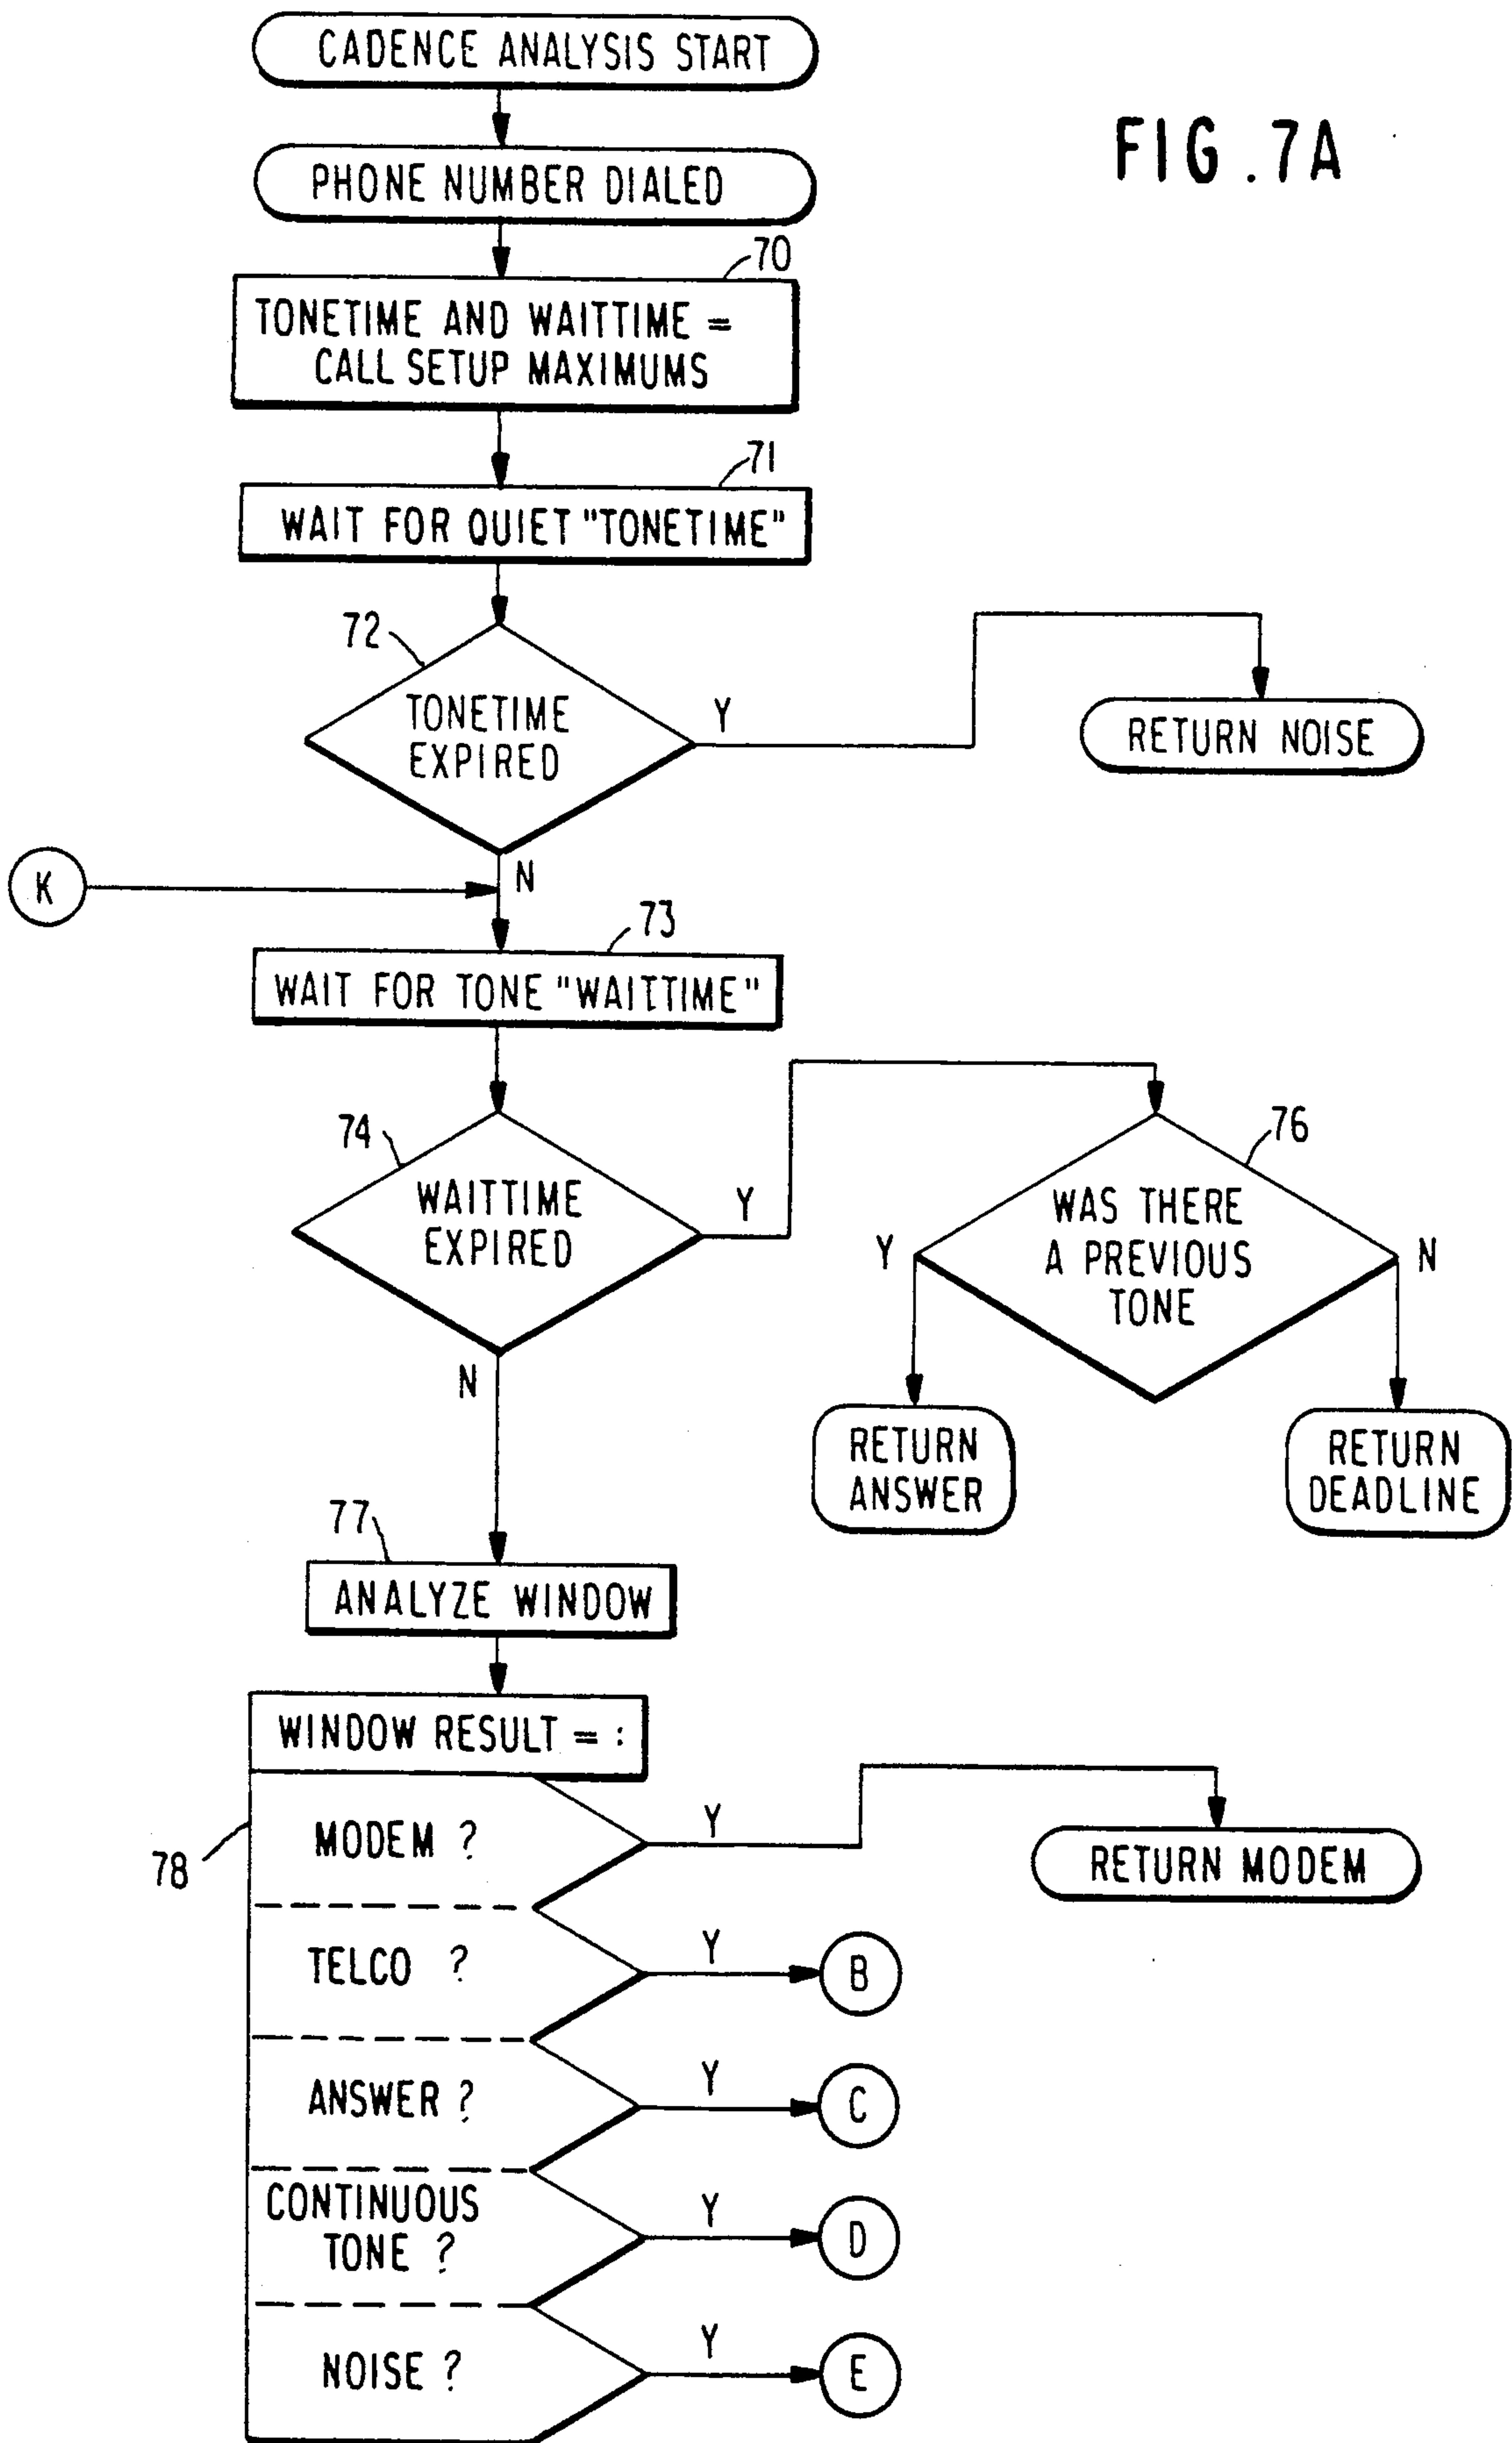 CADENCE ANALYSIS START
FIG. 7A
PHONE NUMBER DIALED
70
TONETIME AND WAITTIME =
CALL SETUP MAXIMUMS
71
WAIT FOR QUIET "TONETIME"
72
TONETIME
EXPIRED
Y
RETURN NOISE
N
K
73
WAIT FOR TONE "WAITTIME"
74
WAITTIME
EXPIRED
Y
76
WAS THERE
A PREVIOUS
TONE
Y
N
N
RETURN
ANSWER
RETURN
DEADLINE
77
ANALYZE WINDOW
WINDOW RESULT = :
78
MODEM ?
Y
RETURN MODEM
TELCO ?
Y
B
ANSWER ?
Y
C
CONTINUOUS
TONE ?
Y
D
NOISE ?
Y
E